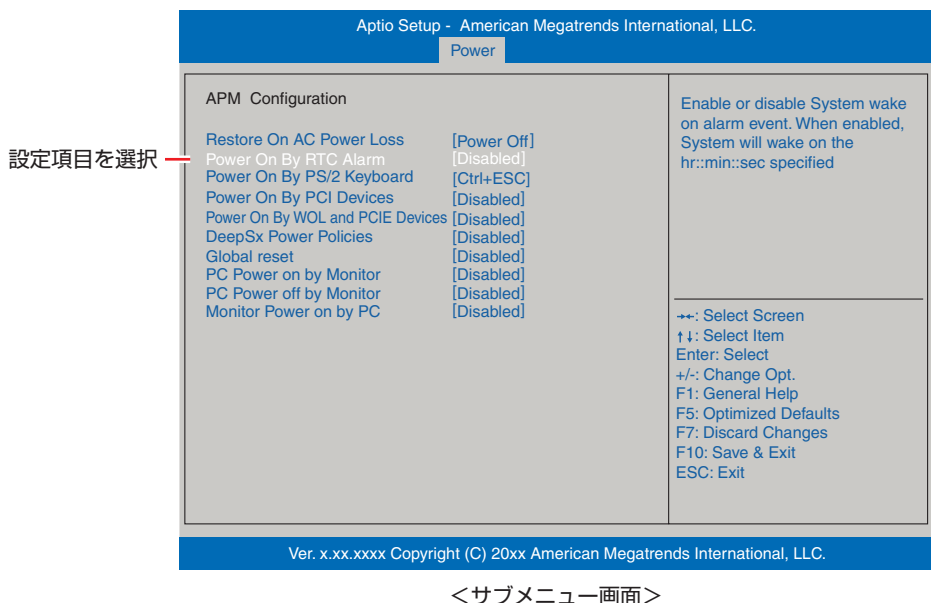 Aptio Setup - American Megatrends International, LLC.
Power
APM Configuration
Restore On AC Power Loss [Power Off]
設定項目を選択
Power On By RTC Alarm [Disabled]
Power On By PS/2 Keyboard [Ctrl+ESC]
Power On By PCI Devices [Disabled]
Power On By WOL and PCIE Devices [Disabled]
DeepSx Power Policies [Disabled]
Global reset [Disabled]
PC Power on by Monitor [Disabled]
PC Power off by Monitor [Disabled]
Monitor Power on by PC [Disabled]
Enable or disable System wake
on alarm event. When enabled,
System will wake on the
hr::min::sec specified
→←: Select Screen
↑↓: Select Item
Enter: Select
+/-: Change Opt.
F1: General Help
F5: Optimized Defaults
F7: Discard Changes
F10: Save & Exit
ESC: Exit
Ver. x.xx.xxxx Copyright (C) 20xx American Megatrends International, LLC.
＜サブメニュー画面＞